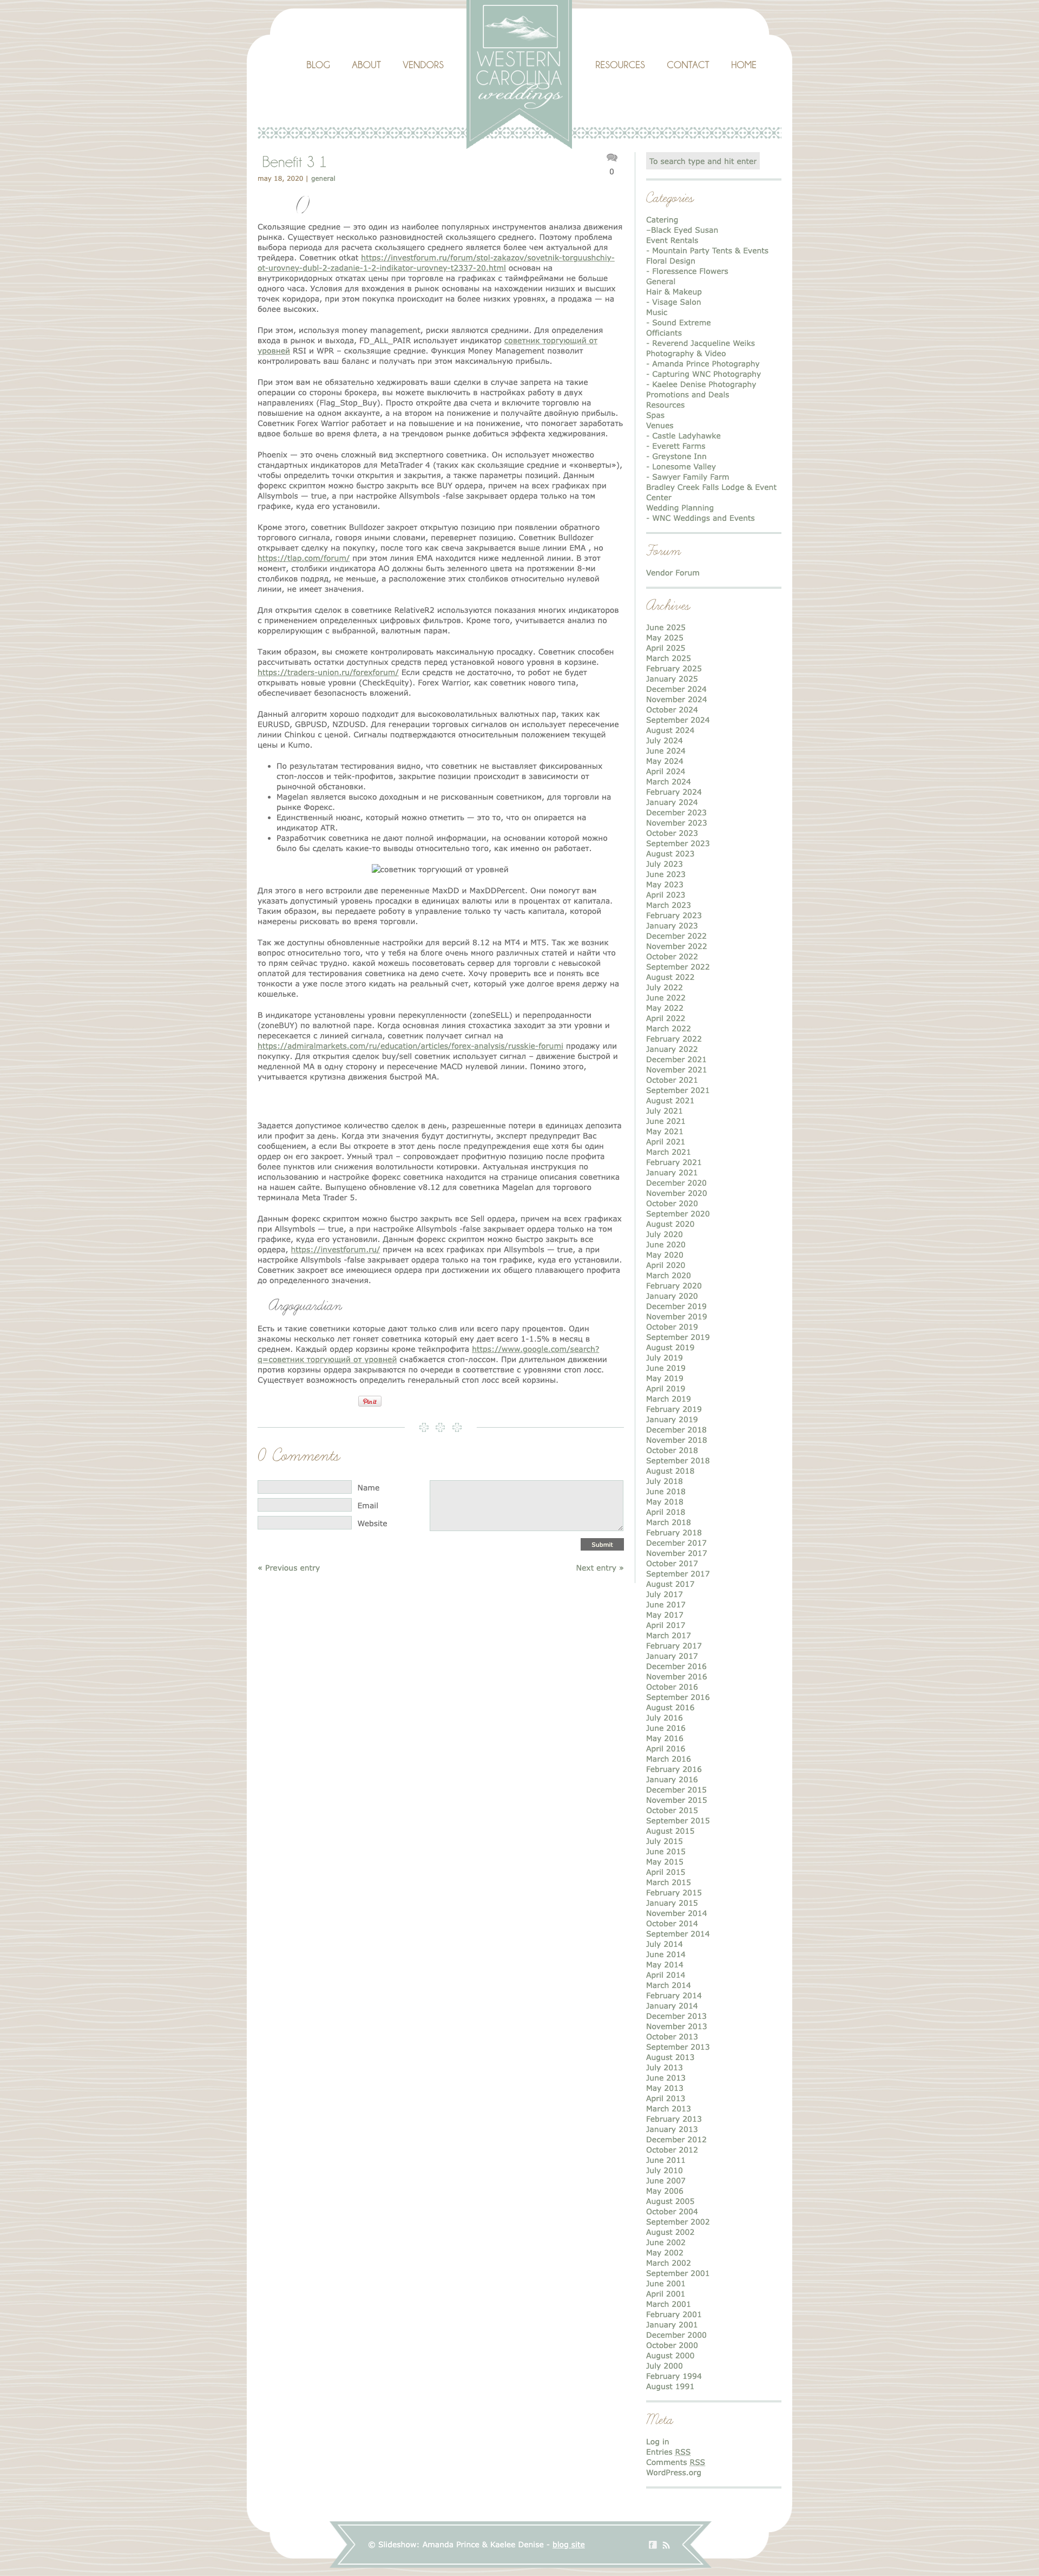 BLOG
ABOUT
VENDORS
WESTERN
CAROLINA
weddings
RESOURCES
CONTACT
HOME
Benefit 3 1
0
may 18, 2020 | general
()
Скользящие средние — это один из наиболее популярных инструментов анализа движения
рынка. Существует несколько разновидностей скользящего среднего. Поэтому проблема
выбора периода для расчета скользящего среднего является более чем актуальной для
трейдера. Советник otkat https://investforum.ru/forum/stol-zakazov/sovetnik-torguushchiy-
ot-urovney-dubl-2-zadanie-1-2-indikator-urovney-t2337-20.html основан на
внутрикоридорных откатах цены при торговле на графиках с таймфреймами не больше
одного часа. Условия для вхождения в рынок основаны на нахождении низших и высших
точек коридора, при этом покупка происходит на более низких уровнях, а продажа — на
более высоких.
При этом, используя money management, риски являются средними. Для определения
входа в рынок и выхода, FD_ALL_PAIR использует индикатор советник торгующий от
уровней RSI и WPR – скользящие средние. Функция Money Management позволит
контролировать ваш баланс и получать при этом максимальную прибыль.
При этом вам не обязательно хеджировать ваши сделки в случае запрета на такие
операции со стороны брокера, вы можете выключить в настройках работу в двух
направлениях (Flag_Stop_Buy). Просто откройте два счета и включите торговлю на
повышение на одном аккаунте, а на втором на понижение и получайте двойную прибыль.
Советник Forex Warrior работает и на повышение и на понижение, что помогает заработать
вдвое больше во время флета, а на трендовом рынке добиться эффекта хеджирования.
Phoenix — это очень сложный вид экспертного советника. Он использует множество
стандартных индикаторов для MetaTrader 4 (таких как скользящие средние и «конверты»),
чтобы определить точки открытия и закрытия, а также параметры позиций. Данным
форекс скриптом можно быстро закрыть все BUY ордера, причем на всех графиках при
Allsymbols — true, а при настройке Allsymbols -false закрывает ордера только на том
графике, куда его установили.
Кроме этого, советник Bulldozer закроет открытую позицию при появлении обратного
торгового сигнала, говоря иными словами, перевернет позицию. Советник Bulldozer
открывает сделку на покупку, после того как свеча закрывается выше линии EMA , но
https://tlap.com/forum/ при этом линия EMA находится ниже медленной линии. В этот
момент, столбики индикатора АО должны быть зеленного цвета на протяжении 8-ми
столбиков подряд, не меньше, а расположение этих столбиков относительно нулевой
линии, не имеет значения.
Для открытия сделок в советнике RelativeR2 используются показания многих индикаторов
с применением определенных цифровых фильтров. Кроме того, учитывается анализ по
коррелирующим с выбранной, валютным парам.
Таким образом, вы сможете контролировать максимальную просадку. Советник способен
рассчитывать остатки доступных средств перед установкой нового уровня в корзине.
https://traders-union.ru/forexforum/ Если средств не достаточно, то робот не будет
открывать новые уровни (CheckEquity). Forex Warrior, как советник нового типа,
обеспечивает безопасность вложений.
Данный алгоритм хорошо подходит для высоковолатильных валютных пар, таких как
EURUSD, GBPUSD, NZDUSD. Для генерации торговых сигналов он использует пересечение
линии Chinkou с ценой. Сигналы подтверждаются относительным положением текущей
цены и Kumo.
• По результатам тестирования видно, что советник не выставляет фиксированных
стоп-лоссов и тейк-профитов, закрытие позиции происходит в зависимости от
рыночной обстановки.
• Magelan является высоко доходным и не рискованным советником, для торговли на
рынке Форекс.
• Единственный нюанс, который можно отметить — это то, что он опирается на
индикатор ATR.
• Разработчик советника не дают полной информации, на основании которой можно
было бы сделать какие-то выводы относительно того, как именно он работает.
советник торгующий от уровней
Для этого в него встроили две переменные MaxDD и MaxDDPercent. Они помогут вам
указать допустимый уровень просадки в единицах валюты или в процентах от капитала.
Таким образом, вы передаете роботу в управление только ту часть капитала, которой
намерены рисковать во время торговли.
Так же доступны обновленные настройки для версий 8.12 на МТ4 и МТ5. Так же возник
вопрос относительно того, что у тебя на блоге очень много различных статей и найти что
то прям сейчас трудно. какой можешь посоветовать сервер для торговли с невысокой
оплатой для тестирования советника на демо счете. Хочу проверить все и понять все
тонкости а уже после этого кидать на реальный счет, который уже долгое время держу на
кошельке.
В индикаторе установлены уровни перекупленности (zoneSELL) и перепроданности
(zoneBUY) по валютной паре. Когда основная линия стохастика заходит за эти уровни и
пересекается с линией сигнала, советник получает сигнал на
https://admiralmarkets.com/ru/education/articles/forex-analysis/russkie-forumi продажу или
покупку. Для открытия сделок buy/sell советник использует сигнал – движение быстрой и
медленной МА в одну сторону и пересечение MACD нулевой линии. Помимо этого,
учитывается крутизна движения быстрой МА.
Задается допустимое количество сделок в день, разрешенные потери в единицах депозита
или профит за день. Когда эти значения будут достигнуты, эксперт предупредит Вас
сообщением, а если Вы откроете в этот день после предупреждения еще хотя бы один
ордер он его закроет. Умный трал – сопровождает профитную позицию после профита
более пунктов или снижения волотильности котировки. Актуальная инструкция по
использованию и настройке форекс советника находится на странице описания советника
на нашем сайте. Выпущено обновление v8.12 для советника Magelan для торгового
терминала Meta Trader 5.
Данным форекс скриптом можно быстро закрыть все Sell ордера, причем на всех графиках
при Allsymbols — true, а при настройке Allsymbols -false закрывает ордера только на том
графике, куда его установили. Данным форекс скриптом можно быстро закрыть все
ордера, https://investforum.ru/ причем на всех графиках при Allsymbols — true, а при
настройке Allsymbols -false закрывает ордера только на том графике, куда его установили.
Советник закроет все имеющиеся ордера при достижении их общего плавающего профита
до определенного значения.
Argoguardian
Есть и такие советники которые дают только слив или всего пару процентов. Один
знакомы несколько лет гоняет советника который ему дает всего 1-1.5% в месяц в
среднем. Каждый ордер корзины кроме тейкпрофита https://www.google.com/search?
q=советник торгующий от уровней снабжается стоп-лоссом. При длительном движении
против корзины ордера закрываются по очереди в соответствие с уровнями стоп лосс.
Существует возможность определить генеральный стоп лосс всей корзины.
Pin it
0 Comments
Name
Email
Website
Submit
« Previous entry
Next entry »
To search type and hit enter
Categories
Catering
–Black Eyed Susan
Event Rentals
- Mountain Party Tents & Events
Floral Design
- Floressence Flowers
General
Hair & Makeup
- Visage Salon
Music
- Sound Extreme
Officiants
- Reverend Jacqueline Weiks
Photography & Video
- Amanda Prince Photography
- Capturing WNC Photography
- Kaelee Denise Photography
Promotions and Deals
Resources
Spas
Venues
- Castle Ladyhawke
- Everett Farms
- Greystone Inn
- Lonesome Valley
- Sawyer Family Farm
Bradley Creek Falls Lodge & Event
Center
Wedding Planning
- WNC Weddings and Events
Forum
Vendor Forum
Archives
June 2025
May 2025
April 2025
March 2025
February 2025
January 2025
December 2024
November 2024
October 2024
September 2024
August 2024
July 2024
June 2024
May 2024
April 2024
March 2024
February 2024
January 2024
December 2023
November 2023
October 2023
September 2023
August 2023
July 2023
June 2023
May 2023
April 2023
March 2023
February 2023
January 2023
December 2022
November 2022
October 2022
September 2022
August 2022
July 2022
June 2022
May 2022
April 2022
March 2022
February 2022
January 2022
December 2021
November 2021
October 2021
September 2021
August 2021
July 2021
June 2021
May 2021
April 2021
March 2021
February 2021
January 2021
December 2020
November 2020
October 2020
September 2020
August 2020
July 2020
June 2020
May 2020
April 2020
March 2020
February 2020
January 2020
December 2019
November 2019
October 2019
September 2019
August 2019
July 2019
June 2019
May 2019
April 2019
March 2019
February 2019
January 2019
December 2018
November 2018
October 2018
September 2018
August 2018
July 2018
June 2018
May 2018
April 2018
March 2018
February 2018
December 2017
November 2017
October 2017
September 2017
August 2017
July 2017
June 2017
May 2017
April 2017
March 2017
February 2017
January 2017
December 2016
November 2016
October 2016
September 2016
August 2016
July 2016
June 2016
May 2016
April 2016
March 2016
February 2016
January 2016
December 2015
November 2015
October 2015
September 2015
August 2015
July 2015
June 2015
May 2015
April 2015
March 2015
February 2015
January 2015
November 2014
October 2014
September 2014
July 2014
June 2014
May 2014
April 2014
March 2014
February 2014
January 2014
December 2013
November 2013
October 2013
September 2013
August 2013
July 2013
June 2013
May 2013
April 2013
March 2013
February 2013
January 2013
December 2012
October 2012
June 2011
July 2010
June 2007
May 2006
August 2005
October 2004
September 2002
August 2002
June 2002
May 2002
March 2002
September 2001
June 2001
April 2001
March 2001
February 2001
January 2001
December 2000
October 2000
August 2000
July 2000
February 1994
August 1991
Meta
Log in
Entries RSS
Comments RSS
WordPress.org
© Slideshow: Amanda Prince & Kaelee Denise - blog site